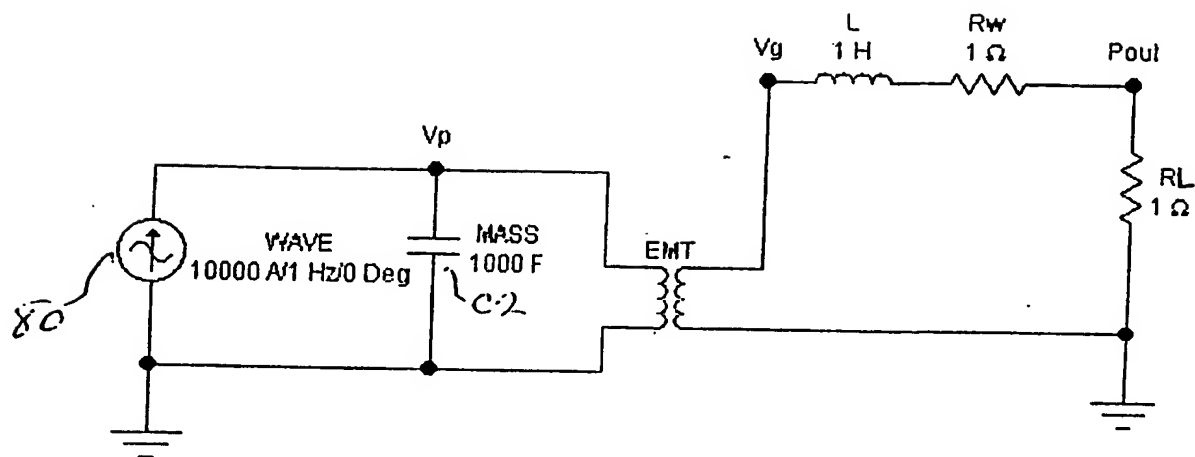 L
1 H
Rw
1 Ω
Vg
Pout
Vp
RL
1 Ω
WAVE
10000 A/1 Hz/0 Deg
MASS
1000 F
EMT
80
C-2